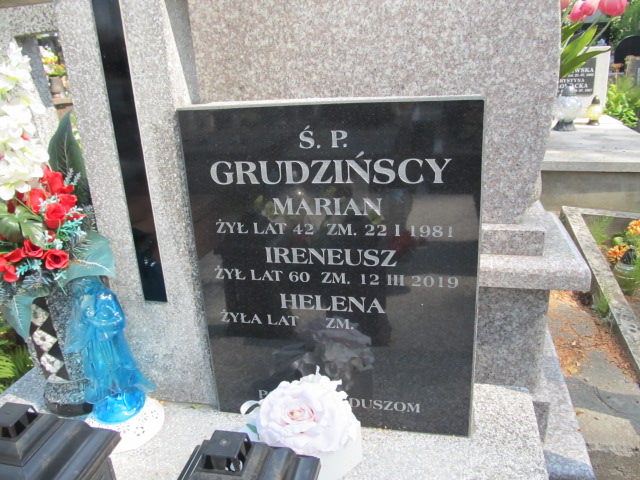 Ś. P.
GRUDZIŃSCY
MARIAN
ŻYŁ LAT 42 ZM. 22 I 1981
IRENEUSZ
ŻYŁ LAT 60 ZM. 12 III 2019
HELENA
ŻYŁA LAT ZM.
DUSZOM